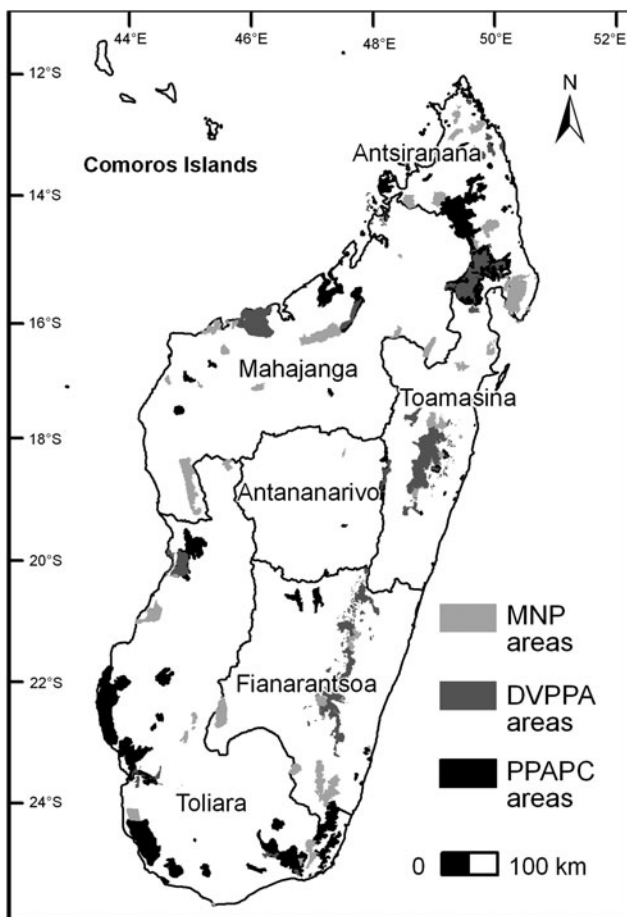 44°E 46°E 48°E 50°E 52°E
12°S
N
Comoros Islands
Antsiranana
14°S
16°S
Mahajanga
Toamasina
18°S
Antananarivo
20°S
MNP
areas
22°S
Fianarantsoa
DVPPA
areas
PPAPC
areas
24°S
Toliara
0 100 km